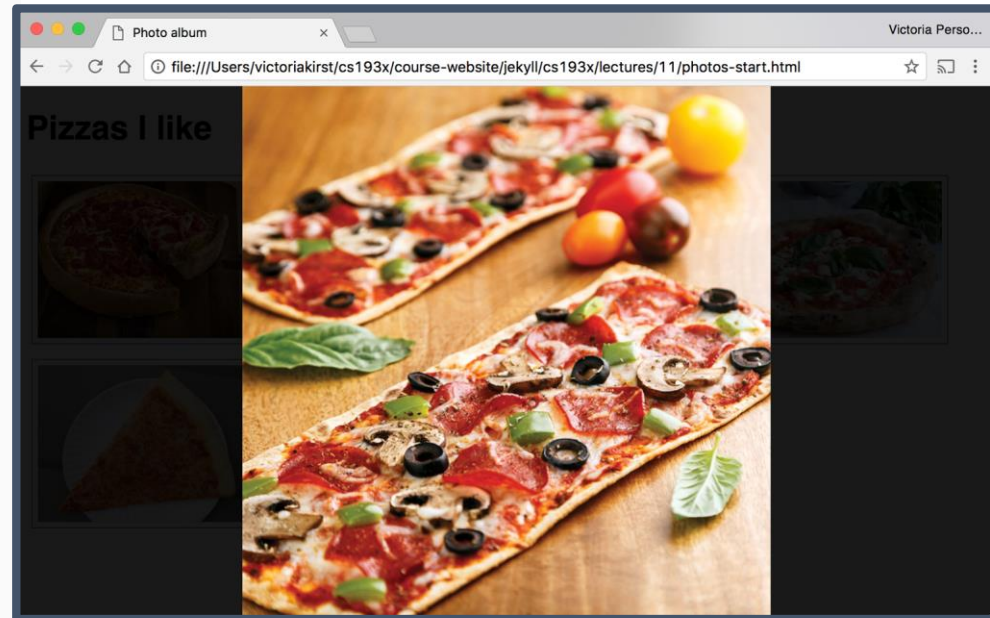 Photo album
Victoria Perso...
file:///Users/victoriakirst/cs193x/course-website/jekyll/cs193x/lectures/11/photos-start.html
Pizzas I like